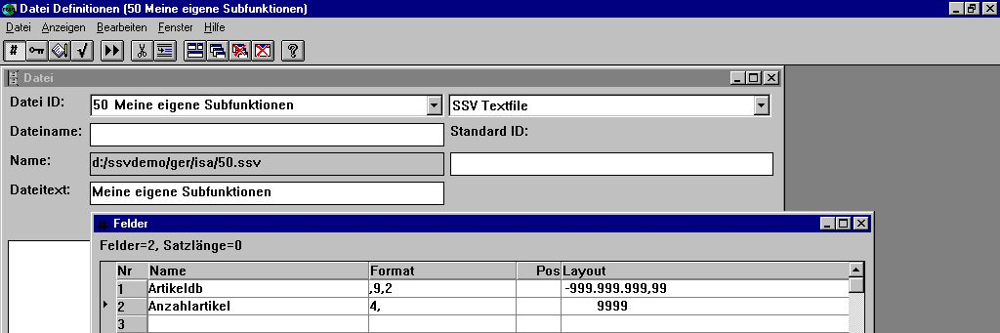 Datei Definitionen (50 Meine eigene Subfunktionen)
Datei Anzeigen Bearbeiten Fenster Hilfe
# √ ?
Datei
Datei ID: 50 Meine eigene Subfunktionen SSV Textfile
Dateiname: Standard ID:
Name: d:/ssvdemo/ger/isa/50.ssv
Dateitext: Meine eigene Subfunktionen
# Felder
Felder=2, Satzlänge=0
Nr Name Format Pos Layout
1 Artikeldb ,9,2 -999.999.999,99
2 Anzahlartikel 4, 9999
3